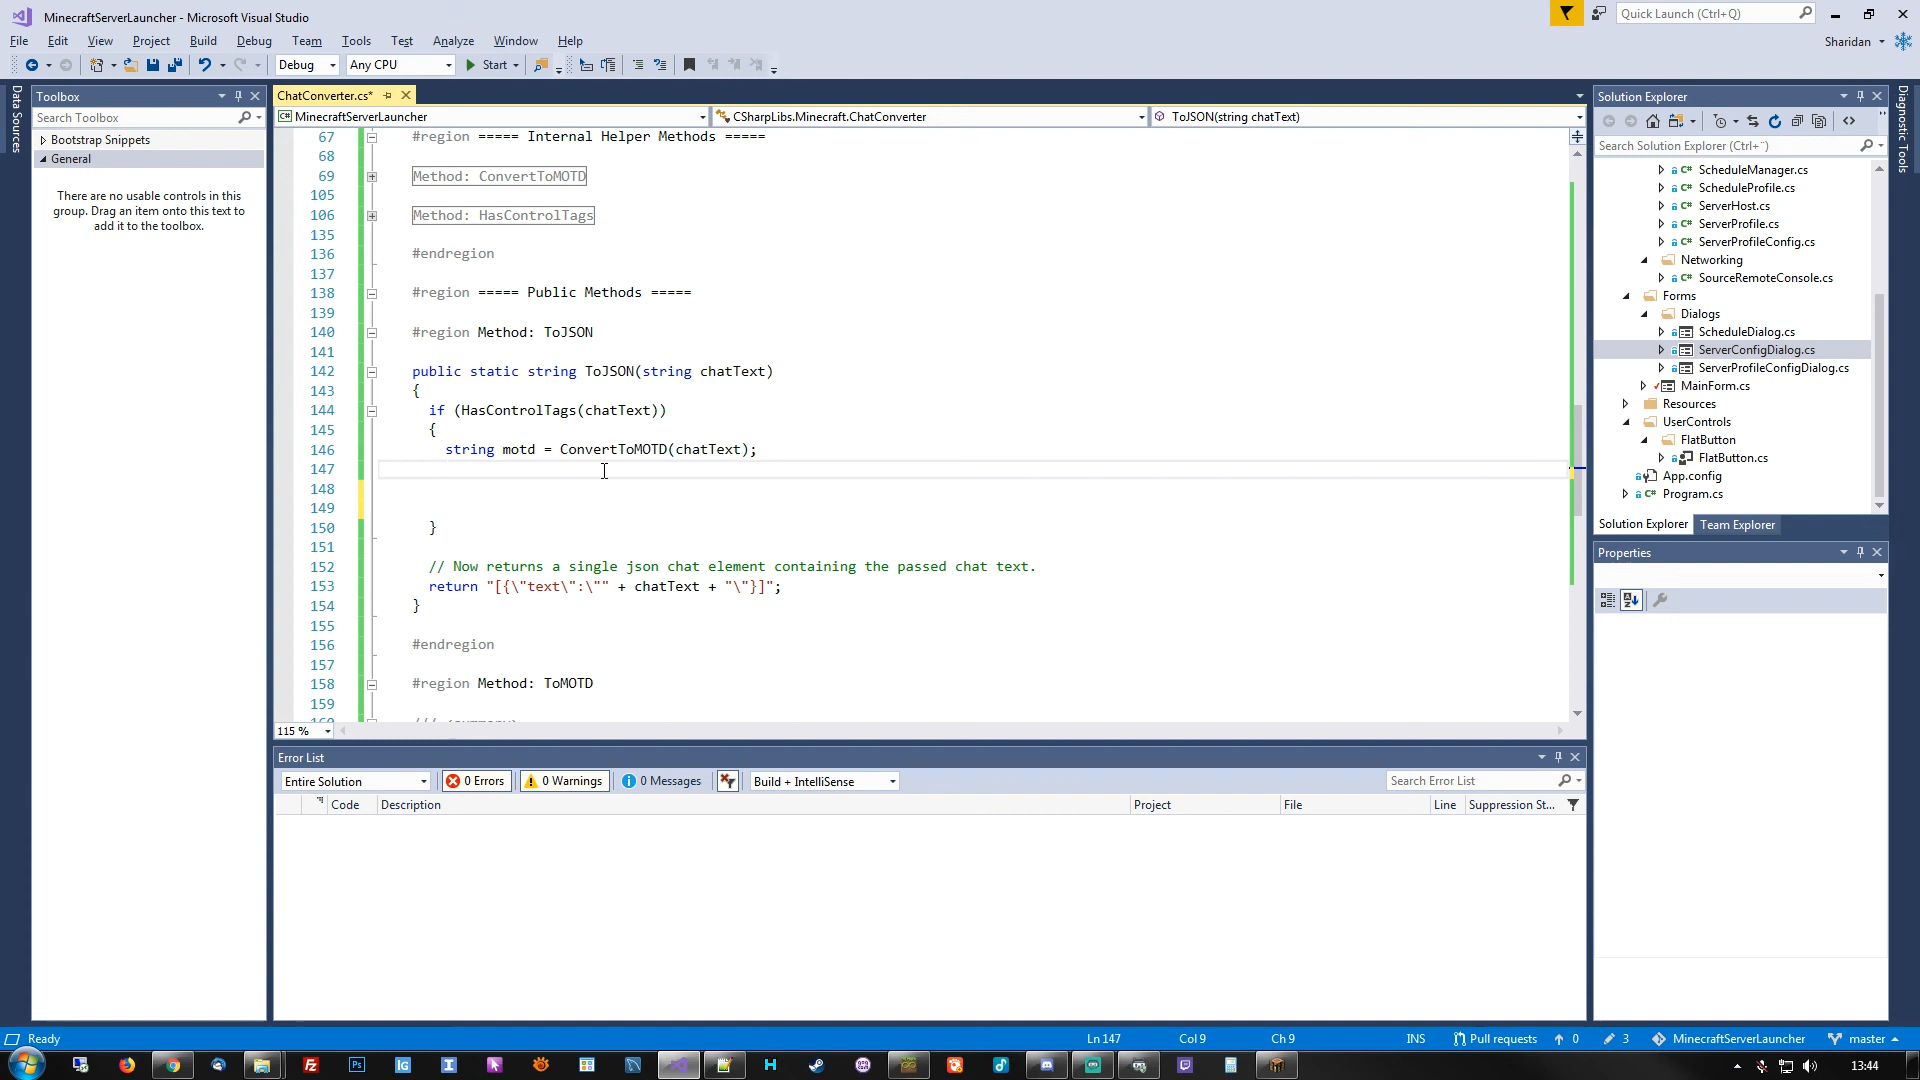 MinecraftServerLauncher - Microsoft Visual Studio
Quick Launch (Ctrl+Q)
File Edit View Project Build Debug Team Tools Test Analyze Window Help
Sharidan
Debug Any CPU Start
Data Sources
Toolbox
Search Toolbox
Bootstrap Snippets
General
There are no usable controls in this
group. Drag an item onto this text to
add it to the toolbox.
ChatConverter.cs*
MinecraftServerLauncher CSharpLibs.Minecraft.ChatConverter ToJSON(string chatText)
67 #region ===== Internal Helper Methods =====
68
69 Method: ConvertToMOTD
105
106 Method: HasControlTags
135
136 #endregion
137
138 #region ===== Public Methods =====
139
140 #region Method: ToJSON
141
142 public static string ToJSON(string chatText)
143 {
144 if (HasControlTags(chatText))
145 {
146 string motd = ConvertToMOTD(chatText);
147
148
149
150 }
151
152 // Now returns a single json chat element containing the passed chat text.
153 return "[{\"text\":\"" + chatText + "\"}]";
154 }
155
156 #endregion
157
158 #region Method: ToMOTD
159
115 %
Error List
Entire Solution 0 Errors 0 Warnings 0 Messages Build + IntelliSense Search Error List
Code Description Project File Line Suppression St...
Solution Explorer
Search Solution Explorer (Ctrl+¨)
ScheduleManager.cs
ScheduleProfile.cs
ServerHost.cs
ServerProfile.cs
ServerProfileConfig.cs
Networking
SourceRemoteConsole.cs
Forms
Dialogs
ScheduleDialog.cs
ServerConfigDialog.cs
ServerProfileConfigDialog.cs
MainForm.cs
Resources
UserControls
FlatButton
FlatButton.cs
App.config
Program.cs
Solution Explorer Team Explorer
Properties
Diagnostic Tools
Ready Ln 147 Col 9 Ch 9 INS Pull requests 0 3 MinecraftServerLauncher master
13:44